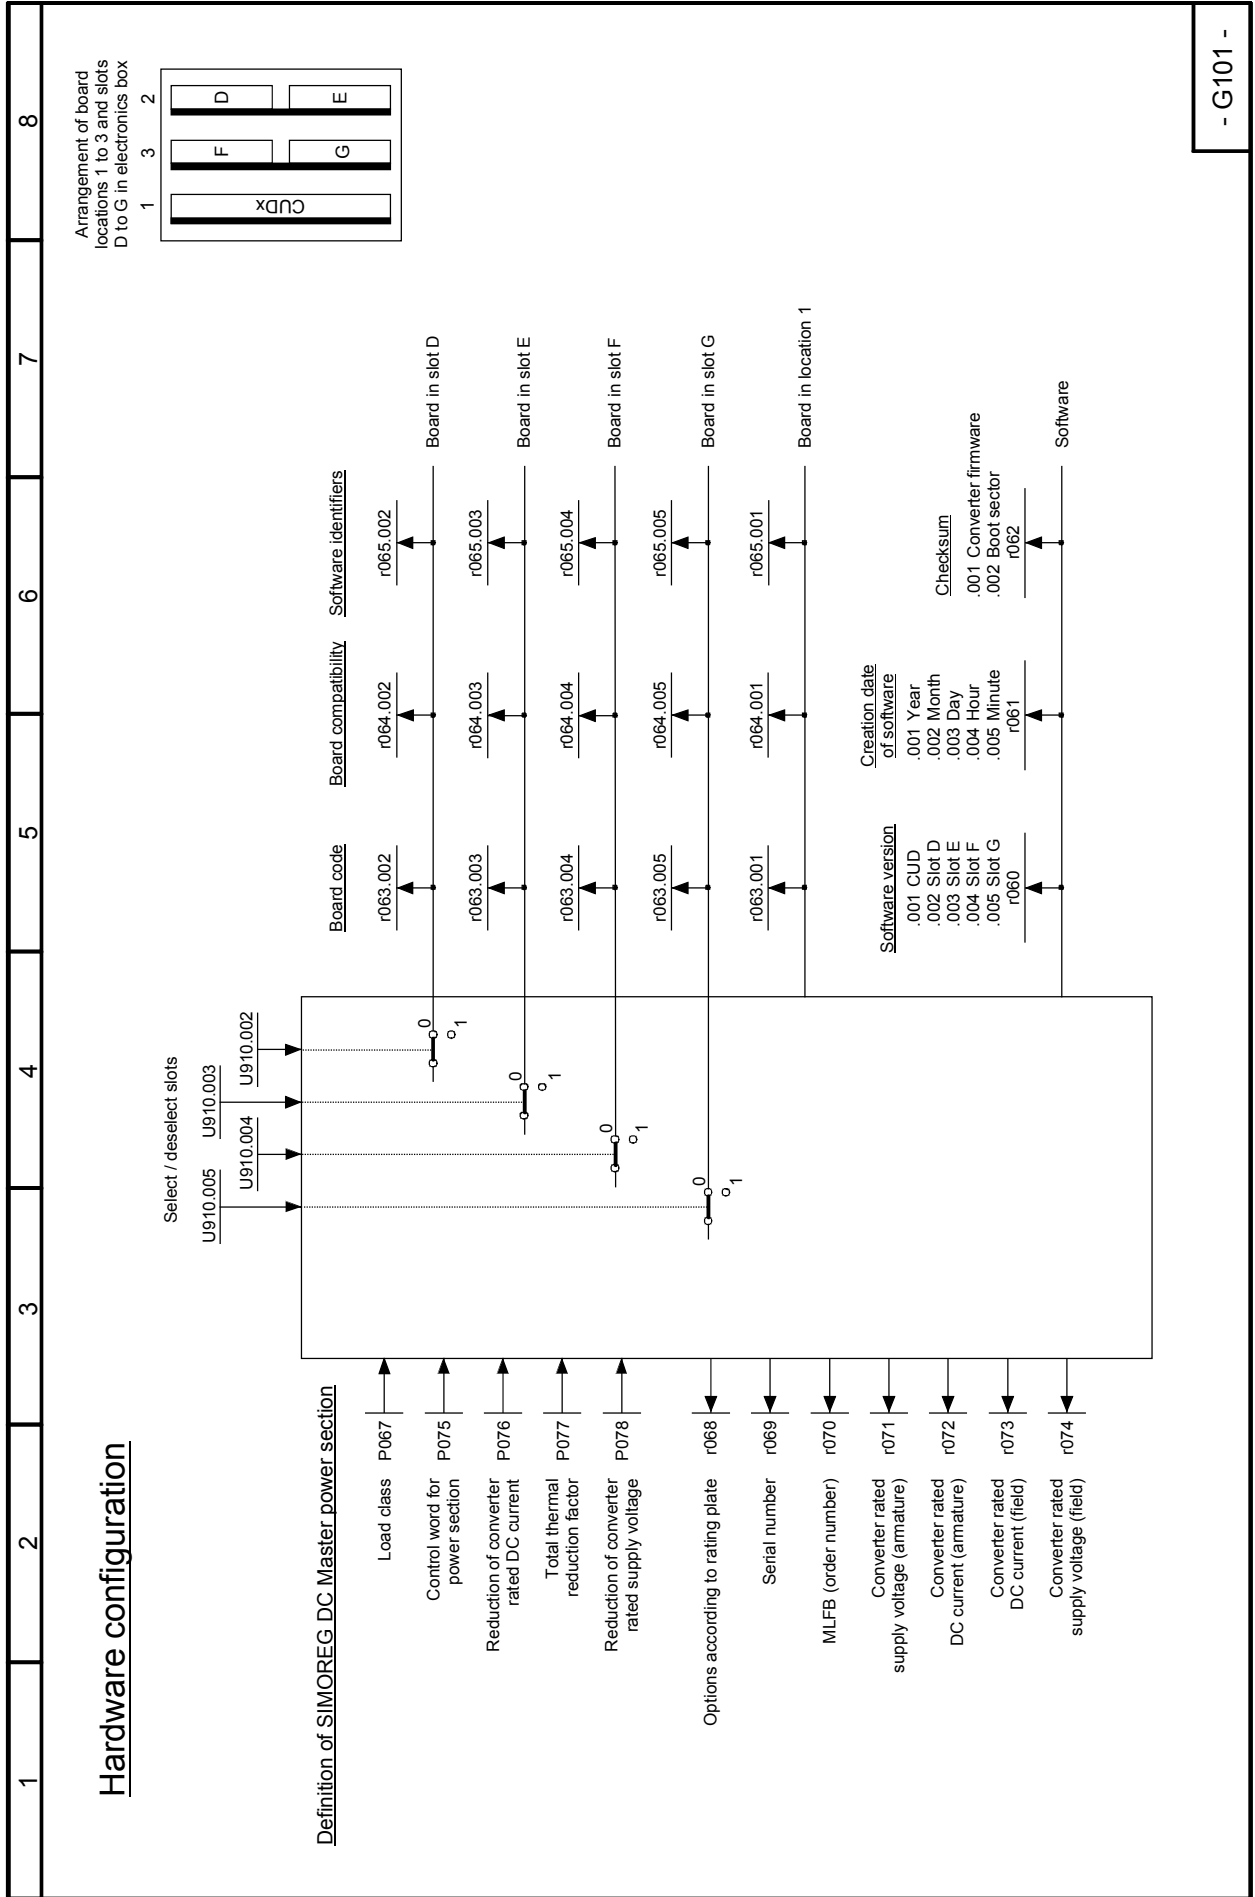 1 2 3 4 5 6 7 8
Hardware configuration
Arrangement of board
locations 1 to 3 and slots
D to G in electronics box
1 3 2
CUDx
F
D
G
E
Select / deselect slots
U910.005
U910.004
U910.003
U910.002
0
1
0
1
0
1
0
1
Definition of SIMOREG DC Master power section
Load class P067
Control word for P075
power section
Reduction of converter P076
rated DC current
Total thermal P077
reduction factor
Reduction of converter P078
rated supply voltage
Options according to rating plate r068
Serial number r069
MLFB (order number) r070
Converter rated r071
supply voltage (armature)
Converter rated r072
DC current (armature)
Converter rated r073
DC current (field)
Converter rated r074
supply voltage (field)
Board code Board compatibility Software identifiers
r063.002 r064.002 r065.002
Board in slot D
r063.003 r064.003 r065.003
Board in slot E
r063.004 r064.004 r065.004
Board in slot F
r063.005 r064.005 r065.005
Board in slot G
r063.001 r064.001 r065.001
Board in location 1
Software version
.001 CUD
.002 Slot D
.003 Slot E
.004 Slot F
.005 Slot G
r060
Creation date
of software
.001 Year
.002 Month
.003 Day
.004 Hour
.005 Minute
r061
Checksum
.001 Converter firmware
.002 Boot sector
r062
Software
- G101 -